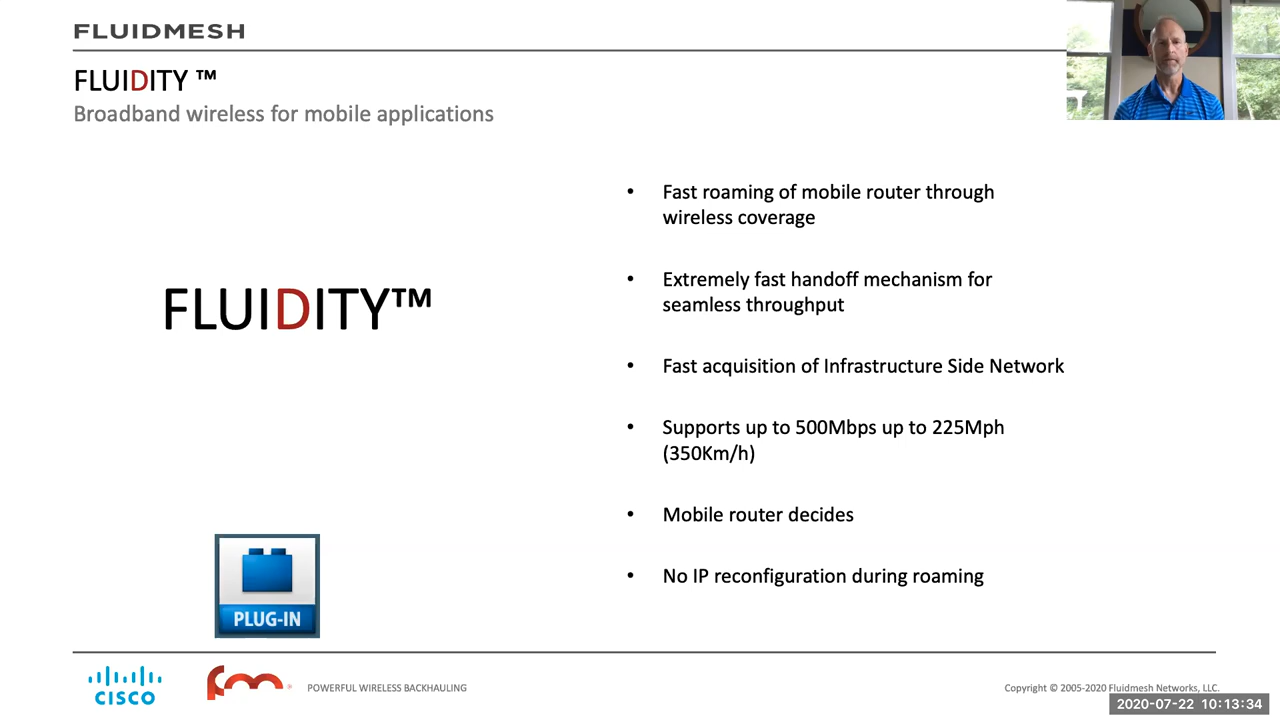 FLUIDMESH
FLUIDITY ™
Broadband wireless for mobile applications
FLUIDITY™
• Fast roaming of mobile router through
wireless coverage
• Extremely fast handoff mechanism for
seamless throughput
• Fast acquisition of Infrastructure Side Network
• Supports up to 500Mbps up to 225Mph
(350Km/h)
• Mobile router decides
• No IP reconfiguration during roaming
PLUG-IN
CISCO
fm
POWERFUL WIRELESS BACKHAULING
Copyright © 2005-2020 Fluidmesh Networks, LLC.
2020-07-22 10:13:34